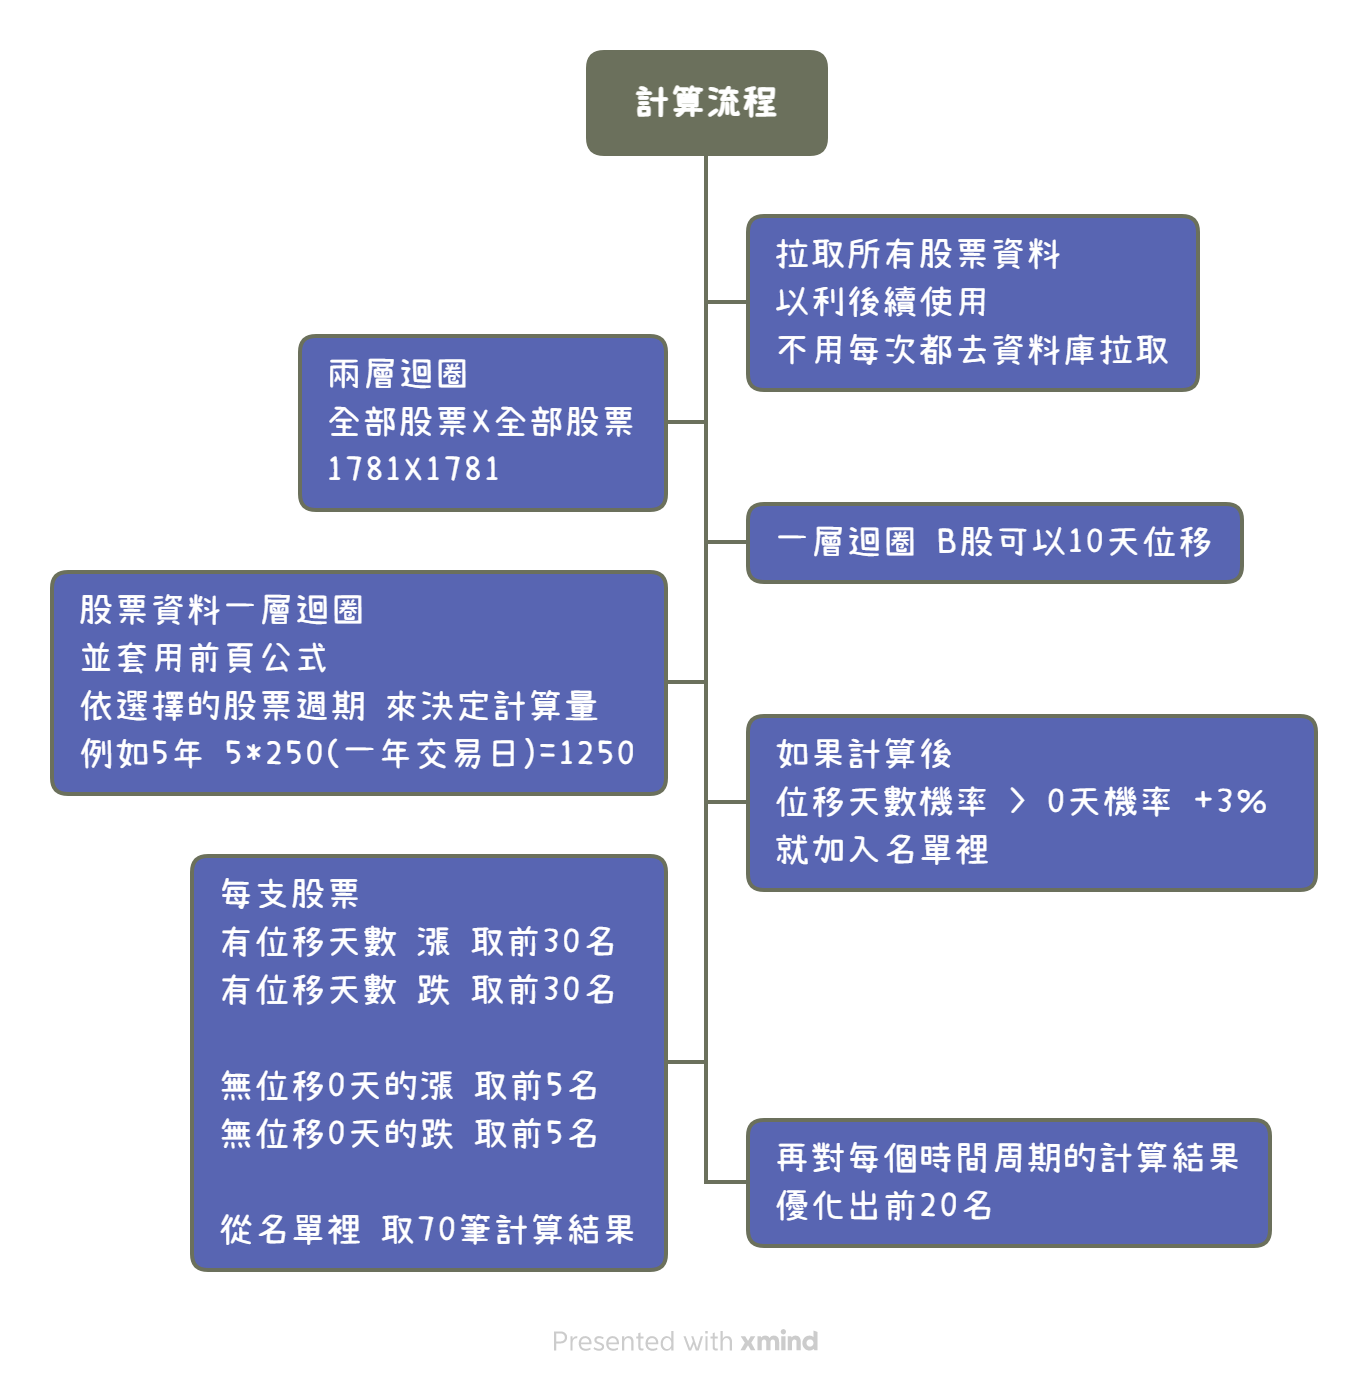 計算流程
拉取所有股票資料
以利後續使用
不用每次都去資料庫拉取
兩層迴圈
全部股票X全部股票
1781X1781
一層迴圈 B股可以10天位移
股票資料一層迴圈
並套用前頁公式
依選擇的股票週期 來決定計算量
例如5年 5*250(一年交易日)=1250
如果計算後
位移天數機率 > 0天機率 +3%
就加入名單裡
每支股票
有位移天數 漲 取前30名
有位移天數 跌 取前30名
無位移0天的漲 取前5名
無位移0天的跌 取前5名
從名單裡 取70筆計算結果
再對每個時間周期的計算結果
優化出前20名
Presented with xmind